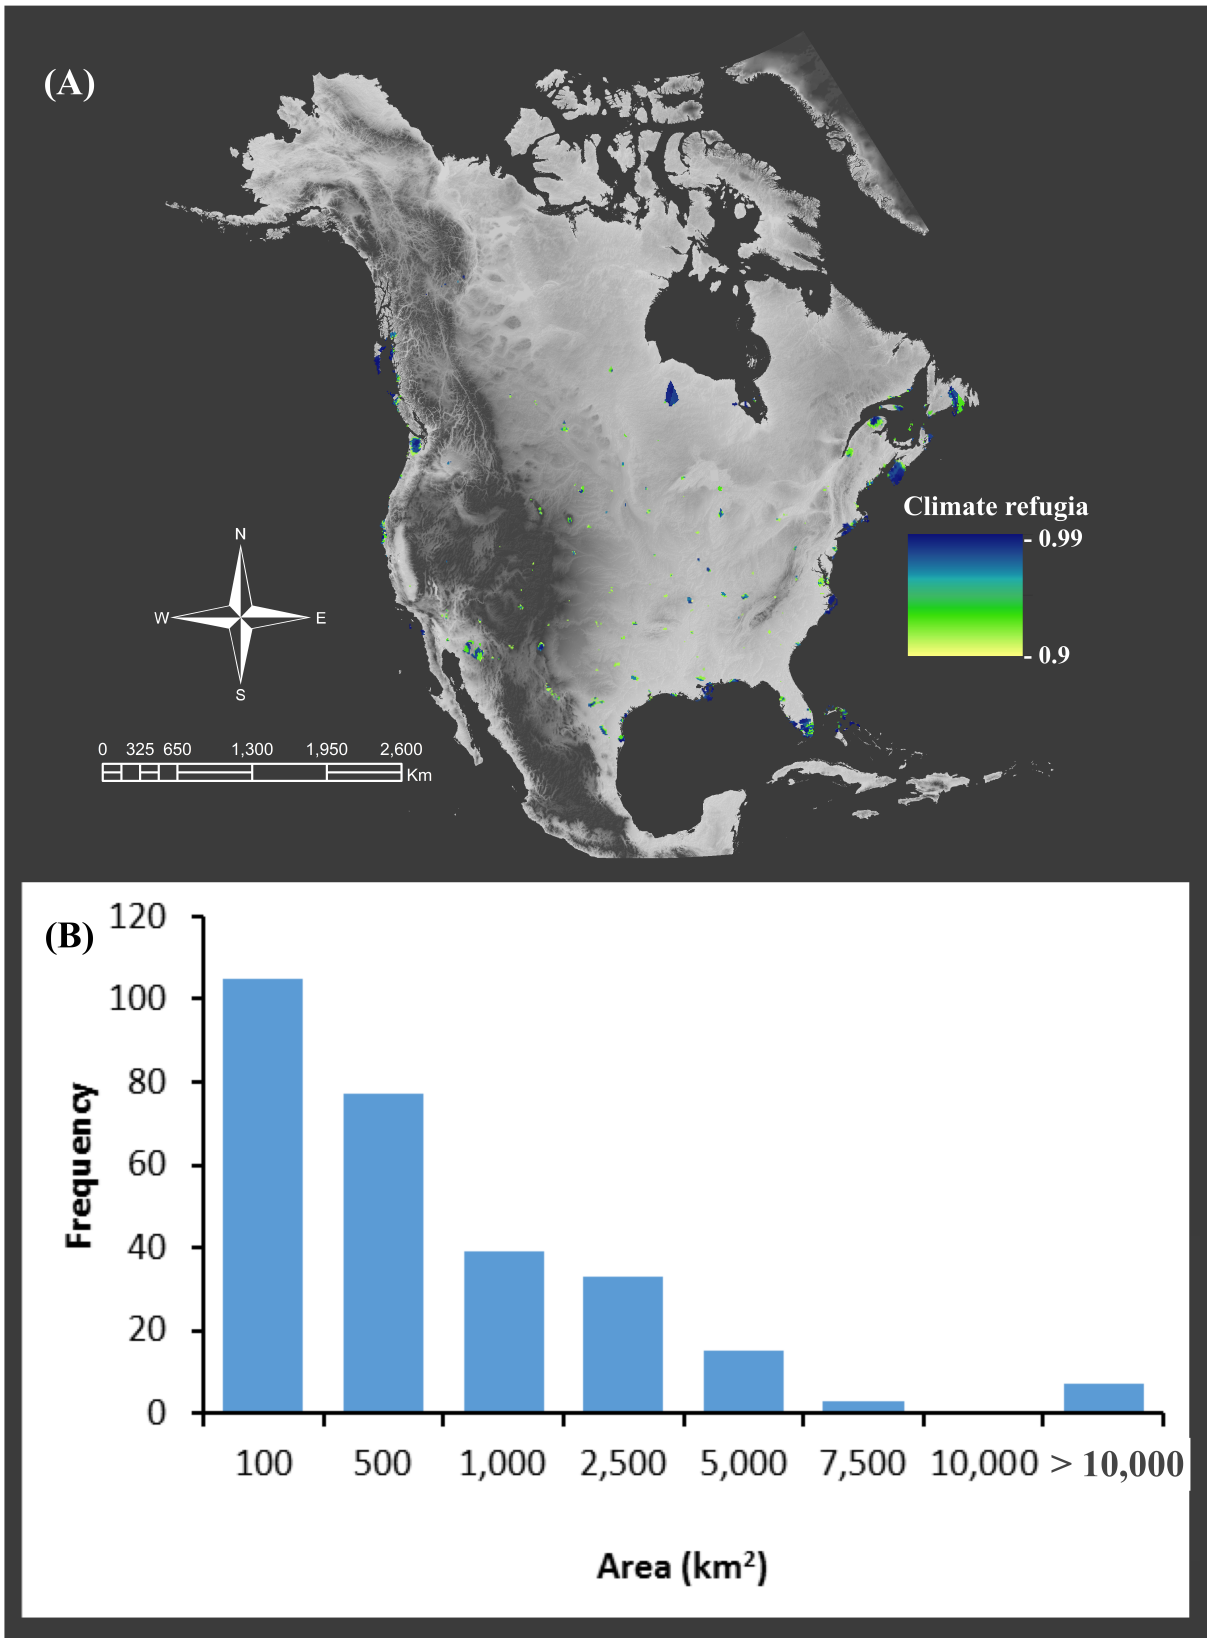 (A)
Climate refugia
- 0.99
- 0.9
N
W E
S
0 325 650 1,300 1,950 2,600
Km
(B)
120
100
80
60
40
20
0
Frequency
100 500 1,000 2,500 5,000 7,500 10,000 > 10,000
Area (km²)